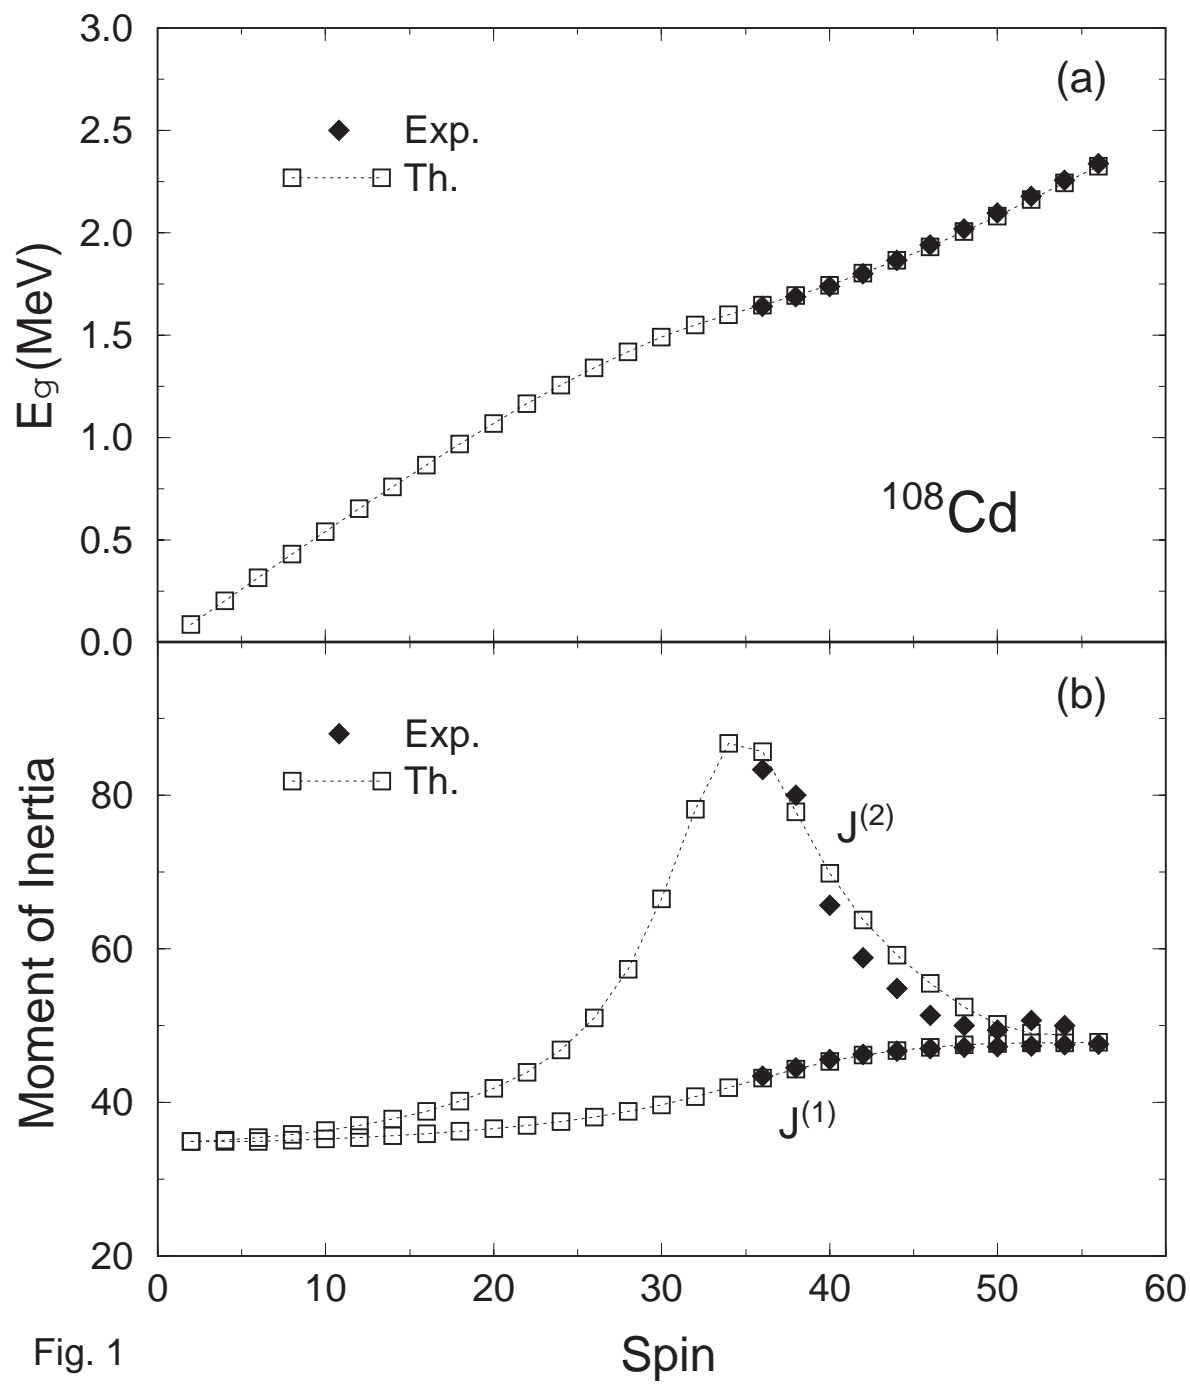 3.0
(a)
2.5
Exp.
Th.
2.0
Eg (MeV)
1.5
1.0
108Cd
0.5
0.0
(b)
Exp.
Th.
80
J(2)
Moment of Inertia
60
40
J(1)
20
0 10 20 30 40 50 60
Fig. 1
Spin